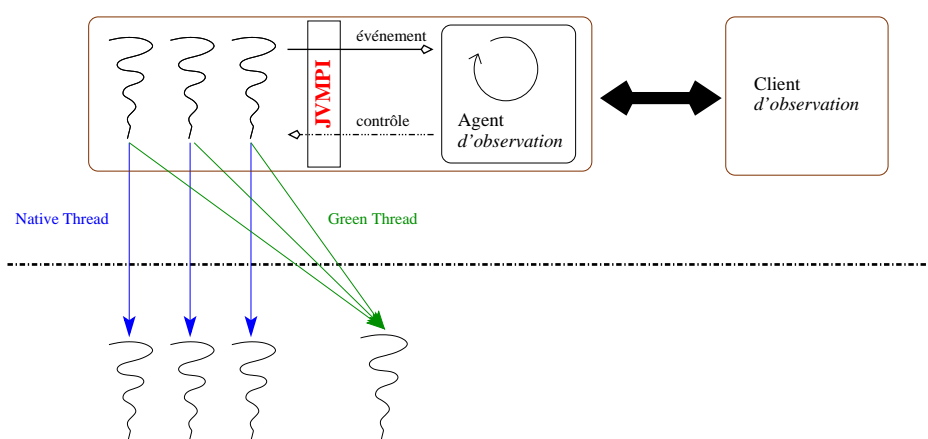 événement
JVMPI
contrôle
Agent
d'observation
Client
d'observation
Native Thread
Green Thread